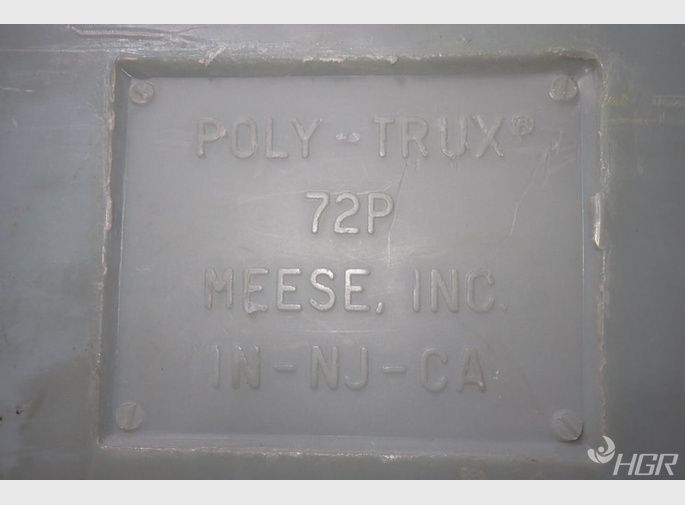 POLY-TRUX®
72P
MEESE, INC.
IN-NJ-CA
HGR